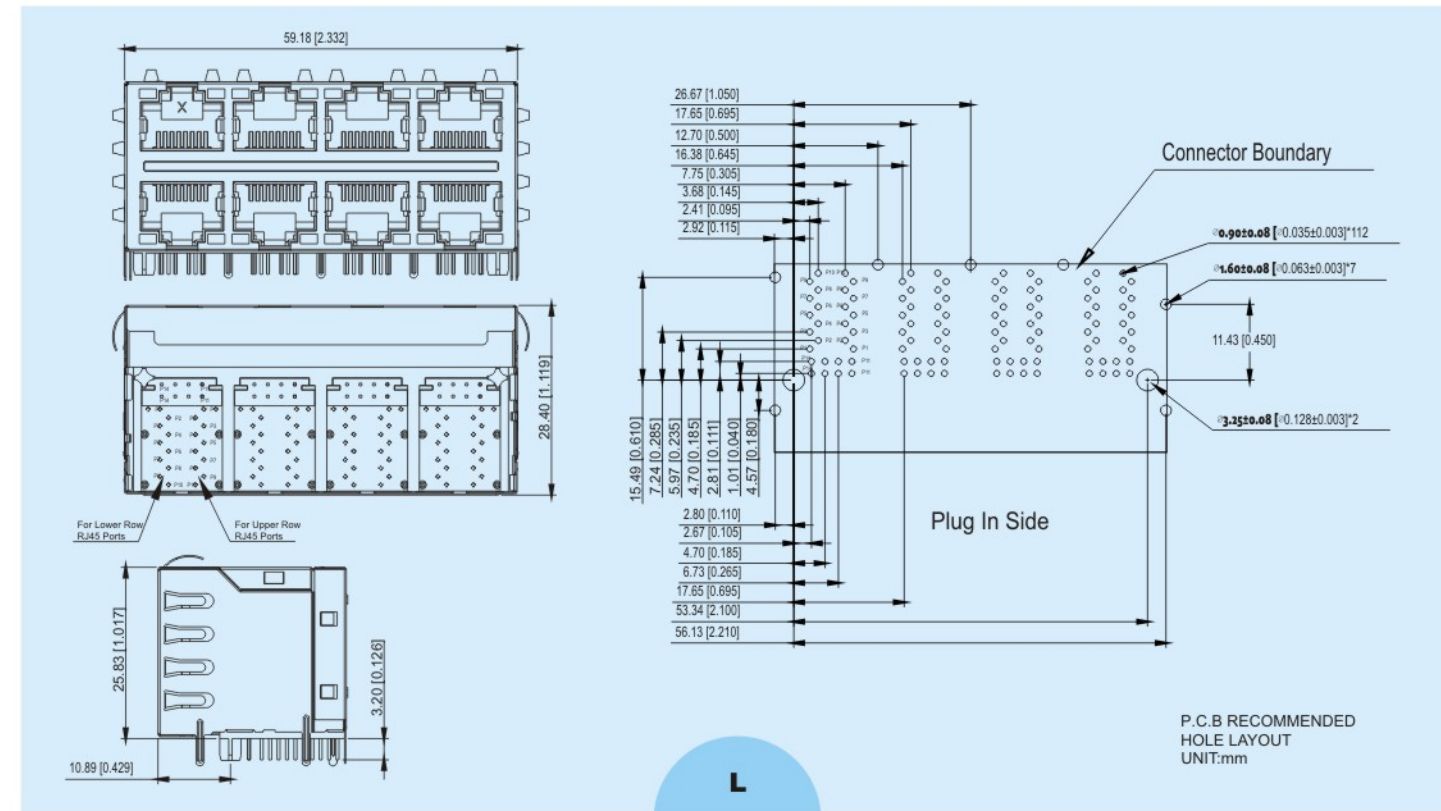 59.18 [2.332]
X
28.40 [1.119]
For Lower Row
RJ45 Ports
For Upper Row
RJ45 Ports
25.83 [1.017]
3.20 [0.126]
10.89 [0.429]
26.67 [1.050]
17.65 [0.695]
12.70 [0.500]
16.38 [0.645]
7.75 [0.305]
3.68 [0.145]
2.41 [0.095]
2.92 [0.115]
Connector Boundary
⌀0.90±0.08 [⌀0.035±0.003]*112
⌀1.60±0.08 [⌀0.063±0.003]*7
11.43 [0.450]
⌀3.25±0.08 [⌀0.128±0.003]*2
15.49 [0.610]
7.24 [0.285]
5.97 [0.235]
4.70 [0.185]
2.81 [0.111]
1.01 [0.040]
4.57 [0.180]
2.80 [0.110]
2.67 [0.105]
4.70 [0.185]
6.73 [0.265]
17.65 [0.695]
53.34 [2.100]
56.13 [2.210]
Plug In Side
P.C.B RECOMMENDED
HOLE LAYOUT
UNIT:mm
L